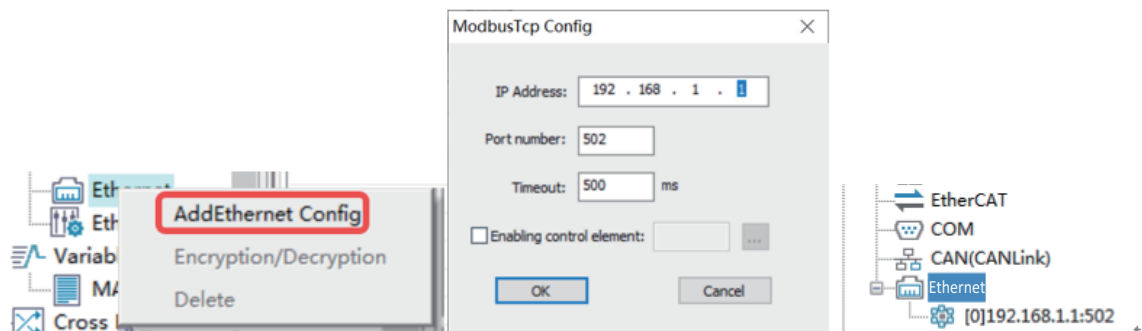 AddEthernet Config
Encryption/Decryption
Delete
ModbusTcp Config
IP Address: 192 . 168 . 1 . 1
Port number: 502
Timeout: 500 ms
Enabling control element: ...
OK Cancel
EtherCAT
COM
CAN(CANLink)
Ethernet
[0]192.168.1.1:502